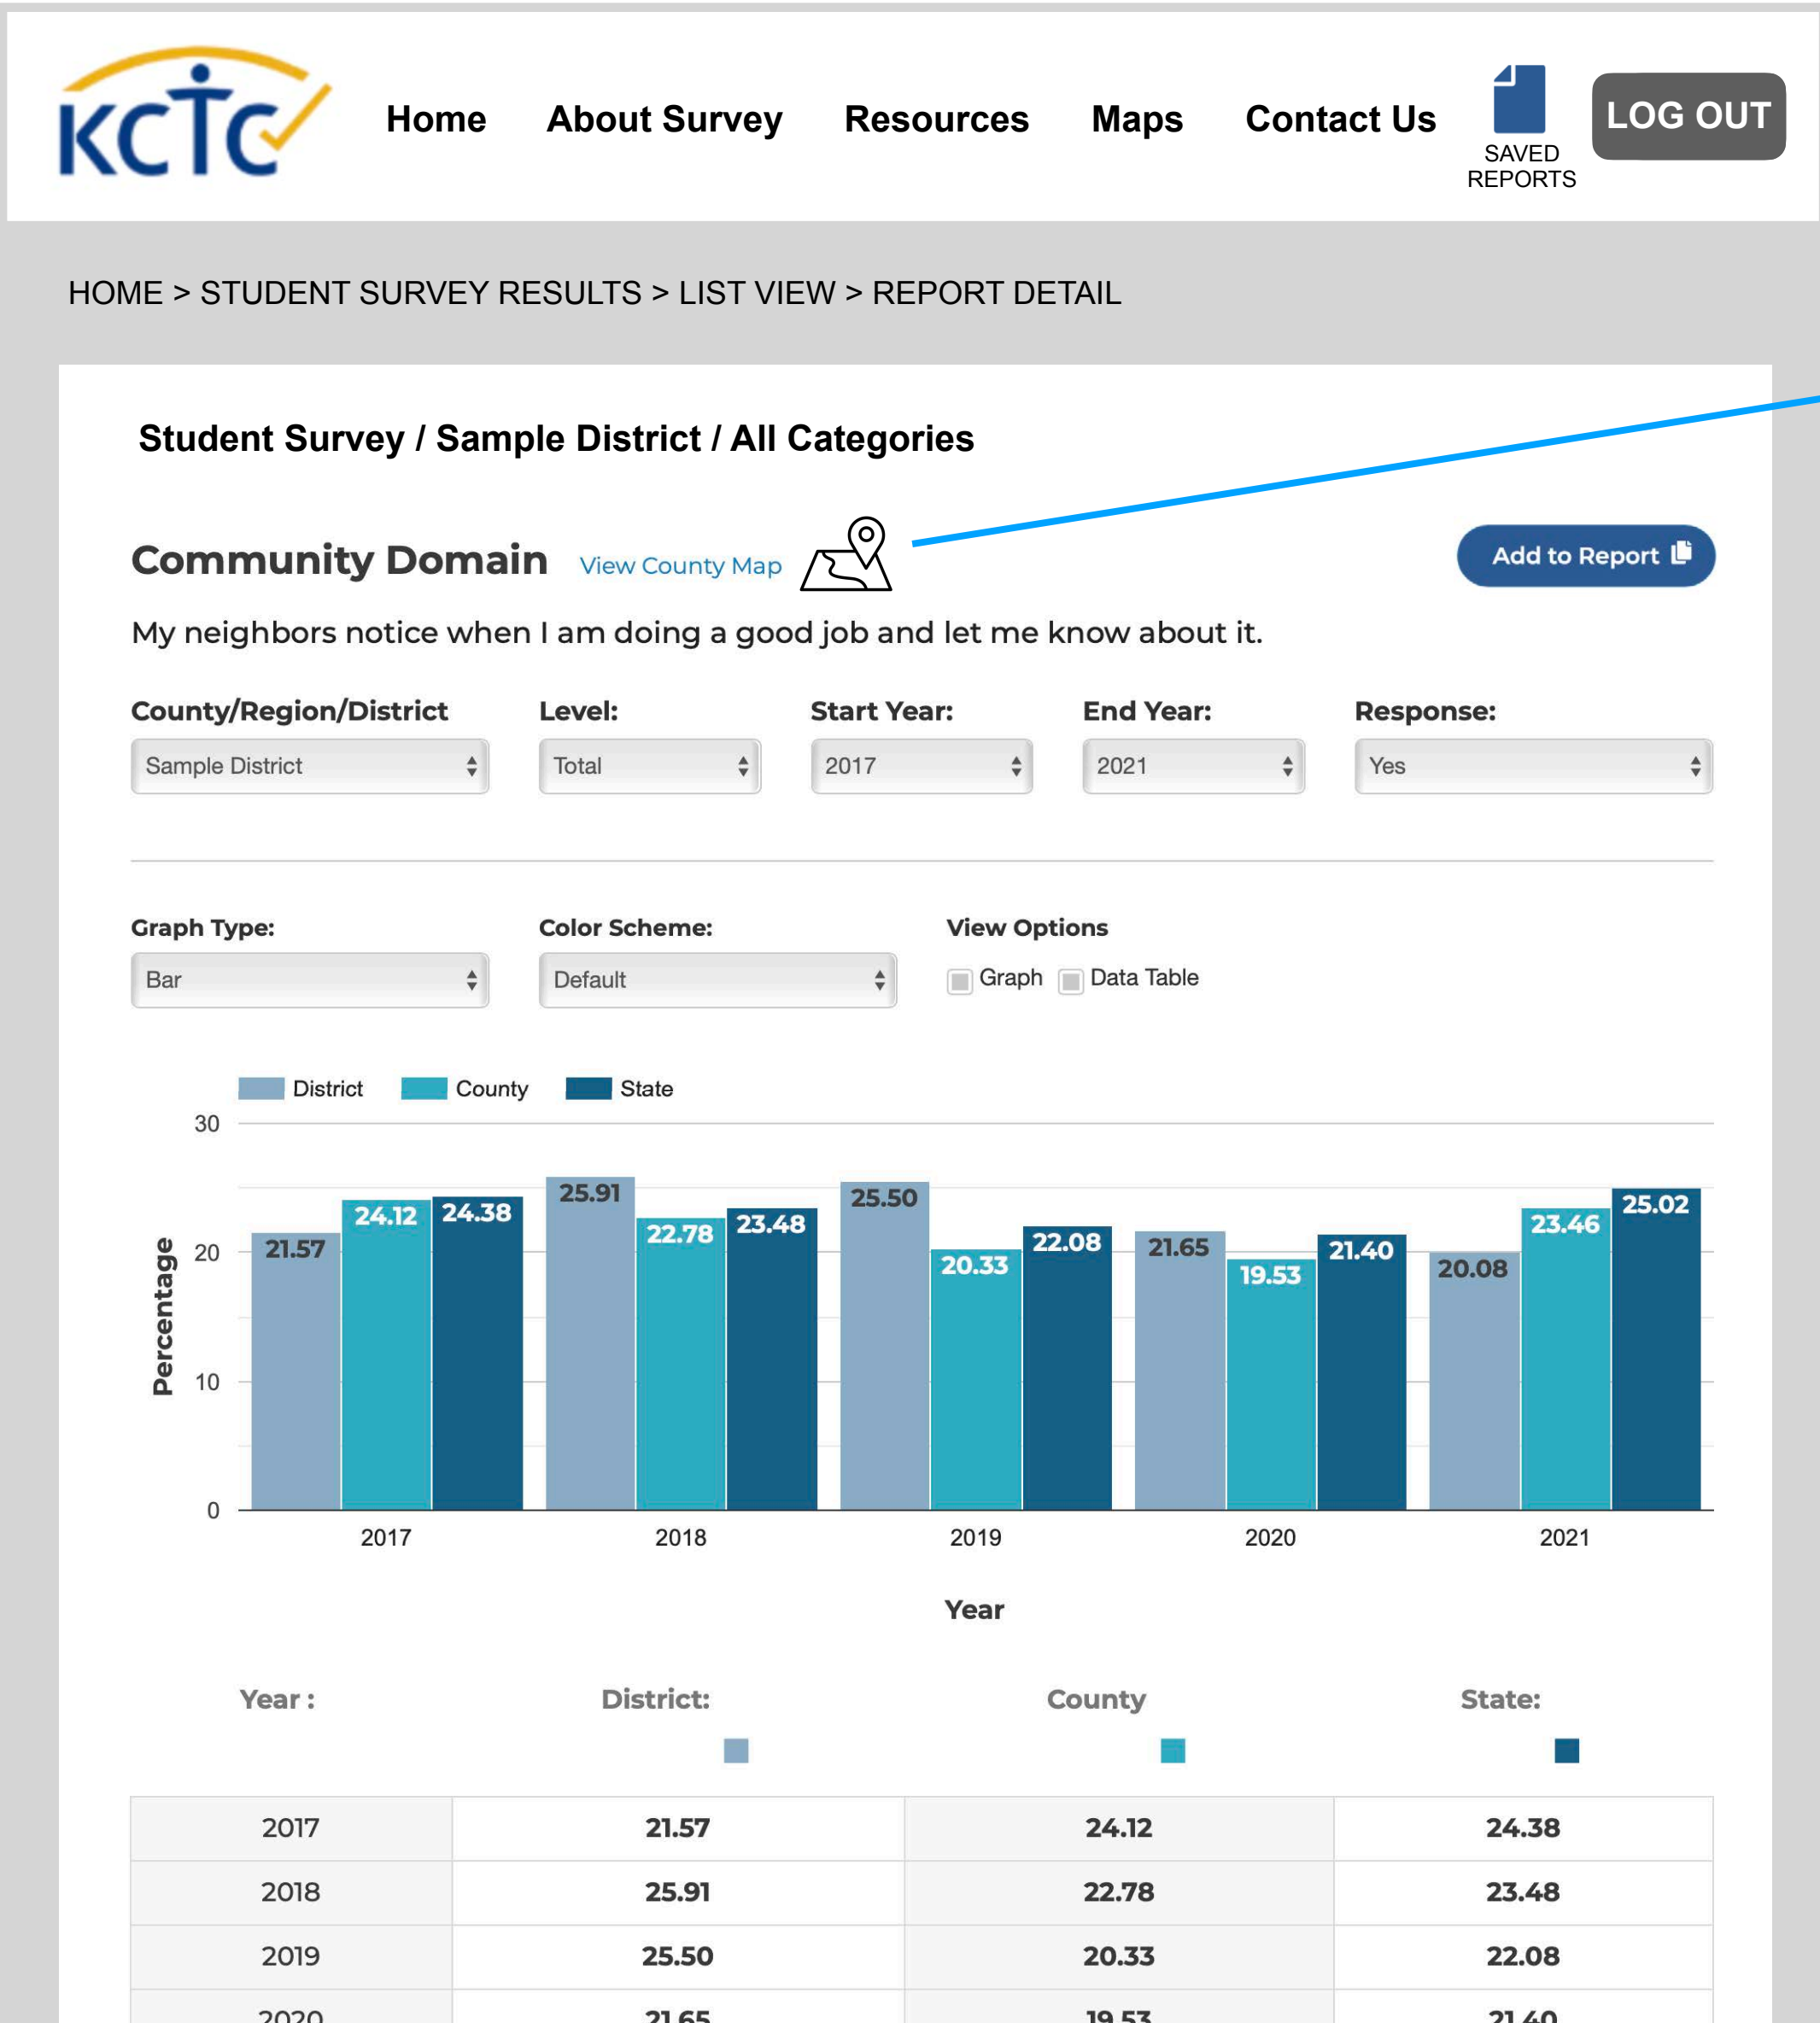 KCTC
Home About Survey Resources Maps Contact Us
SAVED
REPORTS
LOG OUT
HOME > STUDENT SURVEY RESULTS > LIST VIEW > REPORT DETAIL
Student Survey / Sample District / All Categories
Community Domain View County Map Add to Report
My neighbors notice when I am doing a good job and let me know about it.
County/Region/District Level: Start Year: End Year: Response:
Sample District Total 2017 2021 Yes
Graph Type: Color Scheme: View Options
Bar Default Graph Data Table
District County State
30
20
10
0
Percentage
21.57 24.12 24.38 25.91 22.78 23.48 25.50 20.33 22.08 21.65 19.53 21.40 20.08 23.46 25.02
2017 2018 2019 2020 2021
Year
Year : District: County State:
2017 21.57 24.12 24.38
2018 25.91 22.78 23.48
2019 25.50 20.33 22.08
2020 21.65 19.53 21.40